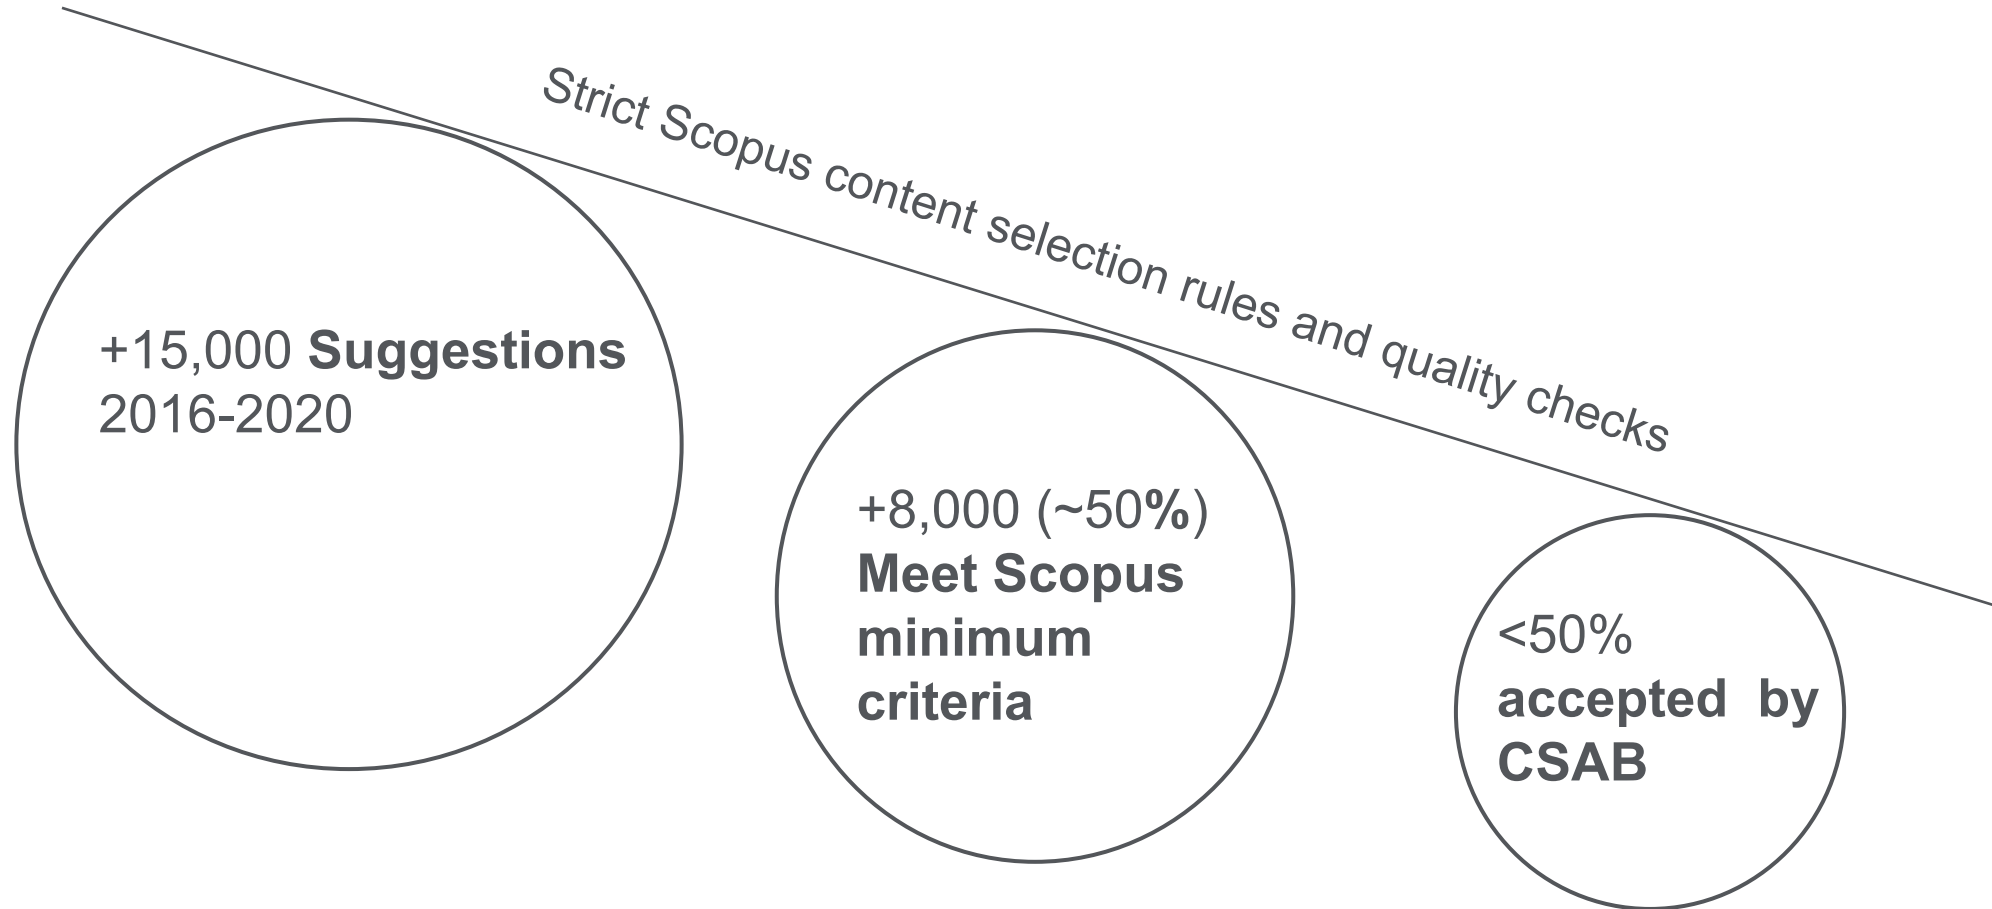 Strict Scopus content selection rules and quality checks
+15,000 Suggestions
2016-2020
+8,000 (~50%)
Meet Scopus
minimum
criteria
<50%
accepted by
CSAB